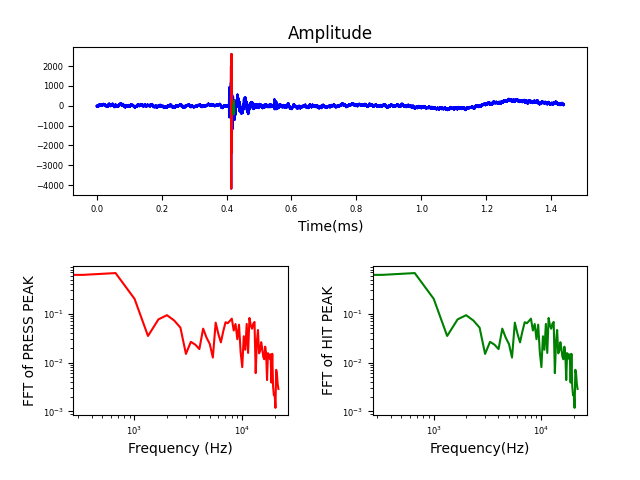 Amplitude
2000
1000
0
−1000
−2000
−3000
−4000
0.0 0.2 0.4 0.6 0.8 1.0 1.2 1.4
Time(ms)
FFT of PRESS PEAK
10⁻¹
10⁻²
10⁻³
10³ 10⁴
Frequency (Hz)
FFT of HIT PEAK
10⁻¹
10⁻²
10⁻³
10³ 10⁴
Frequency(Hz)